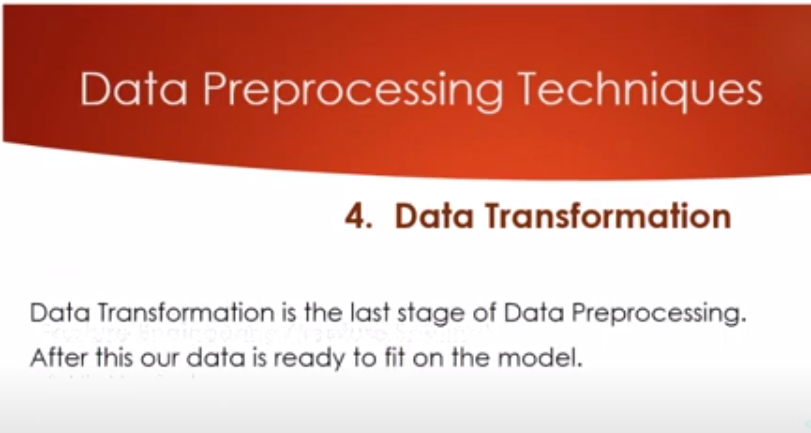 Data Preprocessing Techniques
4. Data Transformation
Data Transformation is the last stage of Data Preprocessing.
After this our data is ready to fit on the model.